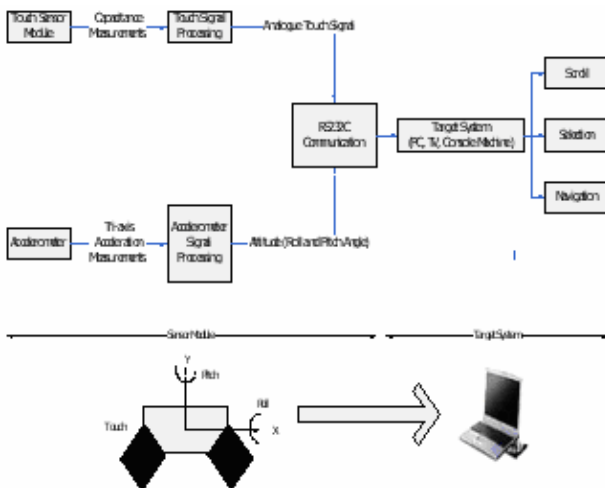 Touch Sensor
Module
Capacitance
Measurements
Touch Signal
Processing
Analogue Touch Signal
RS232C
Communication
Target System
(PC, TV, Console Machine)
Scroll
Selection
Navigation
Accelerometer
Tri-axis
Acceleration
Measurements
Accelerometer
Signal
Processing
Attitude (Roll and Pitch Angle)
Sensor Module
Target System
Y
Pitch
Roll
X
Touch